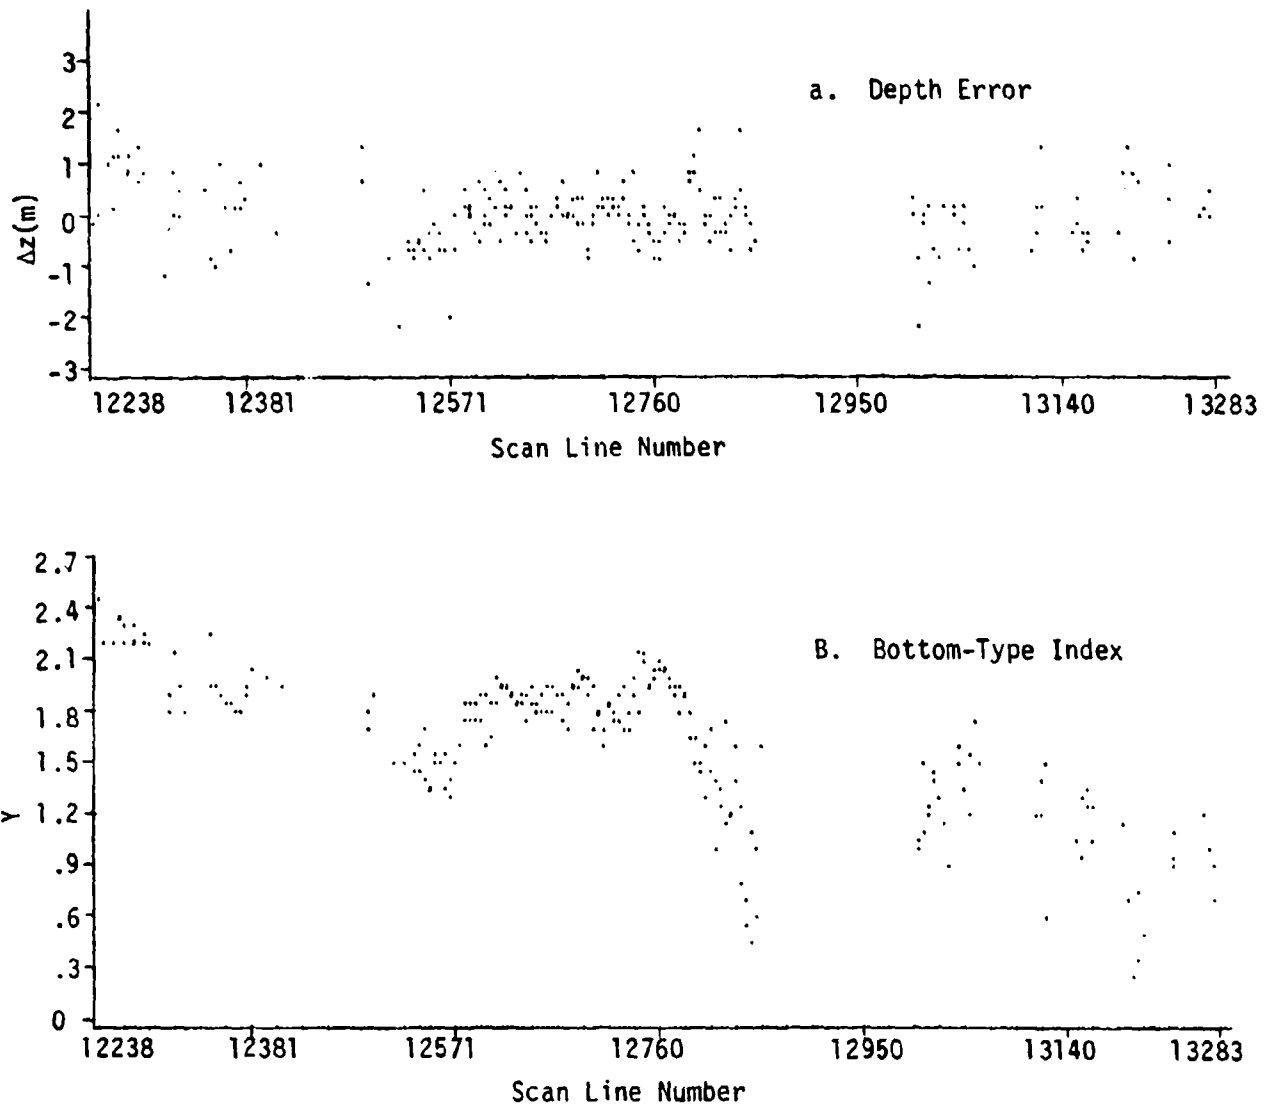 a. Depth Error
3
2
1
0
-1
-2
-3
Δz(m)
12238 12381 12571 12760 12950 13140 13283
Scan Line Number
B. Bottom-Type Index
2.7
2.4
2.1
1.8
1.5
1.2
.9
.6
.3
0
γ
12238 12381 12571 12760 12950 13140 13283
Scan Line Number